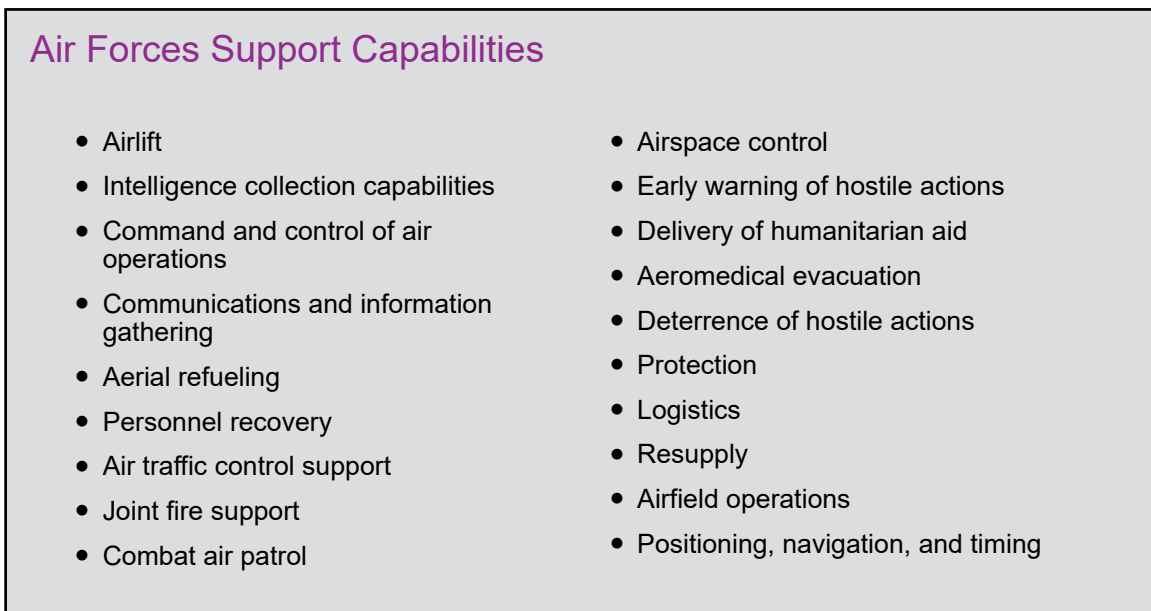 Air Forces Support Capabilities
• Airlift
• Intelligence collection capabilities
• Command and control of air
operations
• Communications and information
gathering
• Aerial refueling
• Personnel recovery
• Air traffic control support
• Joint fire support
• Combat air patrol
• Airspace control
• Early warning of hostile actions
• Delivery of humanitarian aid
• Aeromedical evacuation
• Deterrence of hostile actions
• Protection
• Logistics
• Resupply
• Airfield operations
• Positioning, navigation, and timing